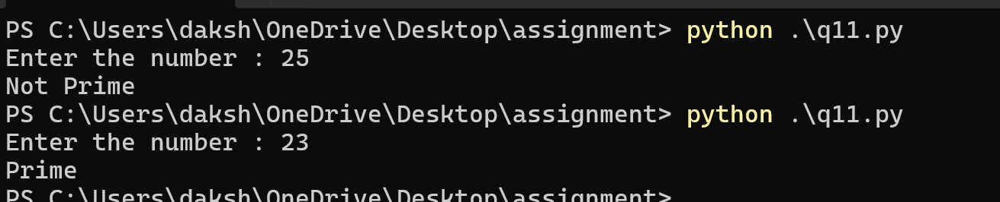 PS C:\Users\daksh\OneDrive\Desktop\assignment> python .\q11.py
Enter the number : 25
Not Prime
PS C:\Users\daksh\OneDrive\Desktop\assignment> python .\q11.py
Enter the number : 23
Prime
PS C:\Users\daksh\OneDrive\Desktop\assignment>